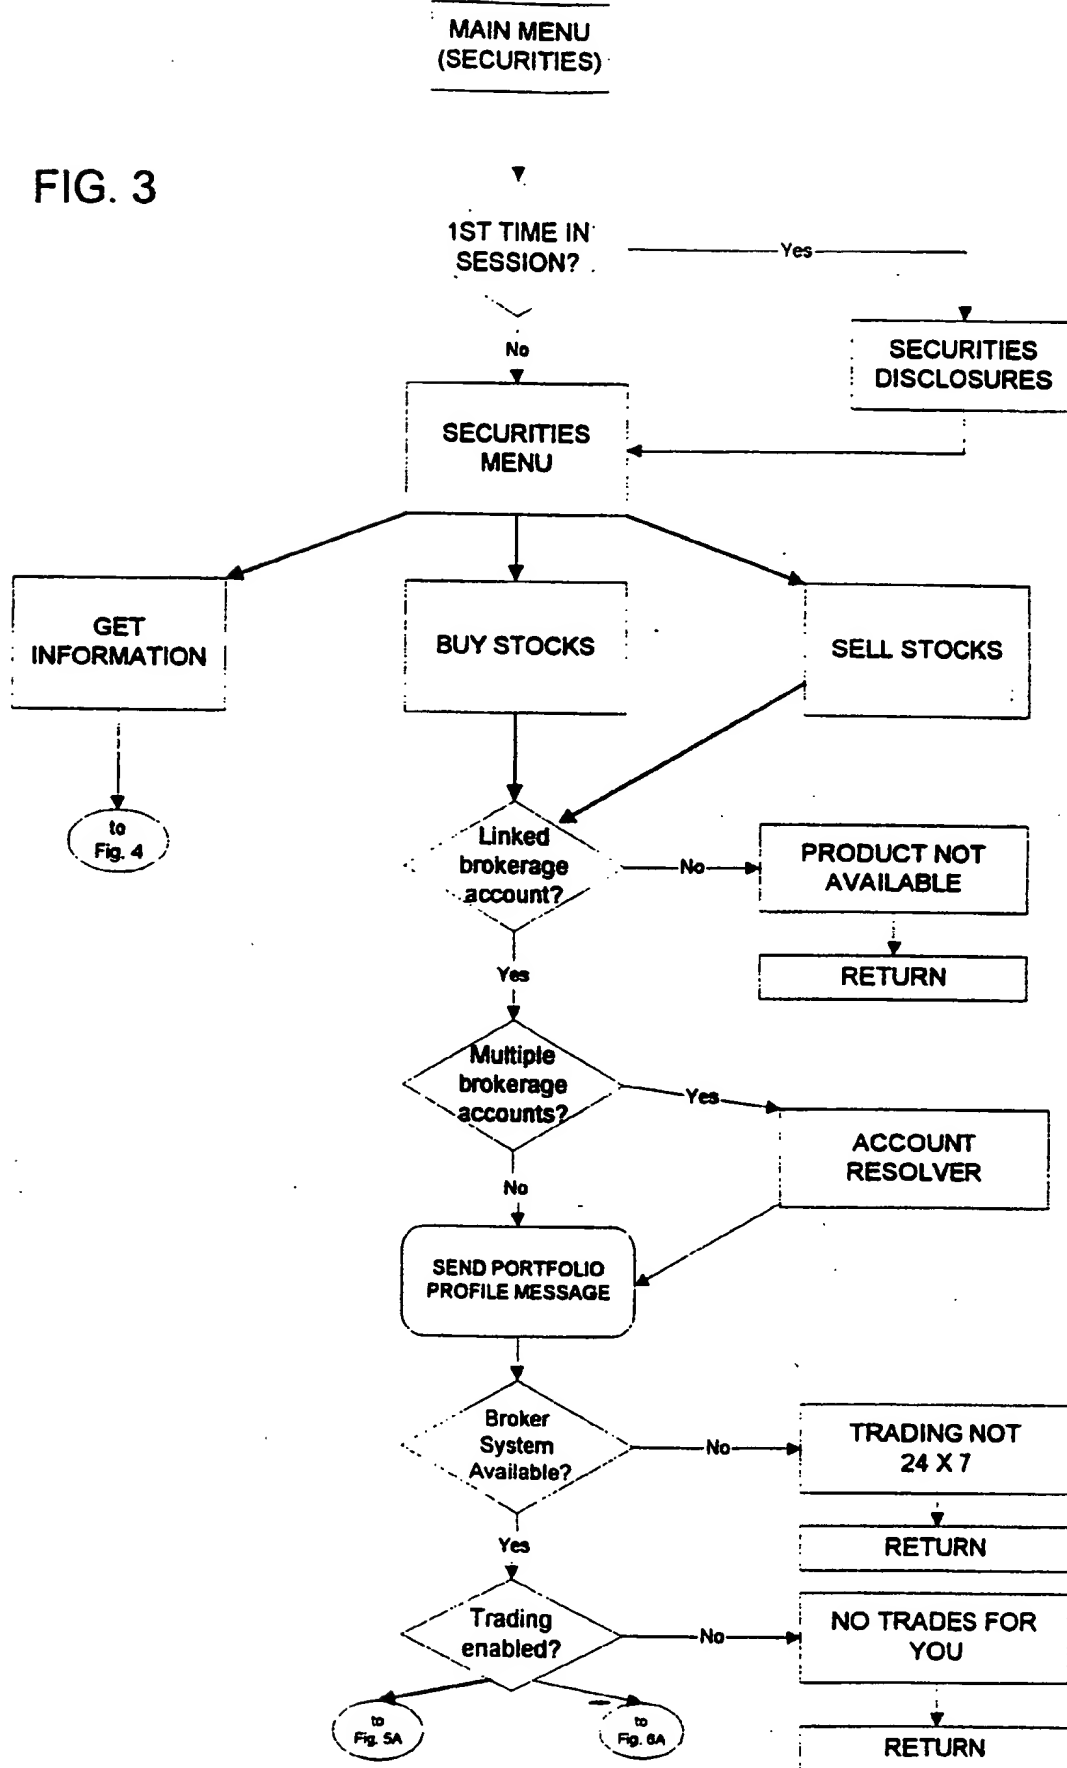 MAIN MENU
(SECURITIES)
FIG. 3
1ST TIME IN
SESSION?
Yes
No
SECURITIES
DISCLOSURES
SECURITIES
MENU
GET
INFORMATION
BUY STOCKS
SELL STOCKS
to
Fig. 4
Linked
brokerage
account?
No
PRODUCT NOT
AVAILABLE
Yes
RETURN
Multiple
brokerage
accounts?
Yes
ACCOUNT
RESOLVER
No
SEND PORTFOLIO
PROFILE MESSAGE
Broker
System
Available?
No
TRADING NOT
24 X 7
Yes
RETURN
Trading
enabled?
No
NO TRADES FOR
YOU
to
Fig. 5A
to
Fig. 6A
RETURN